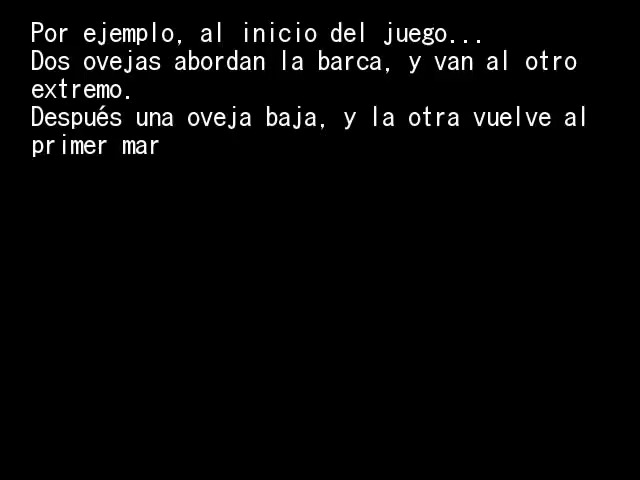 Por ejemplo, al inicio del juego...
Dos ovejas abordan la barca, y van al otro
extremo.
Después una oveja baja, y la otra vuelve al
primer mar